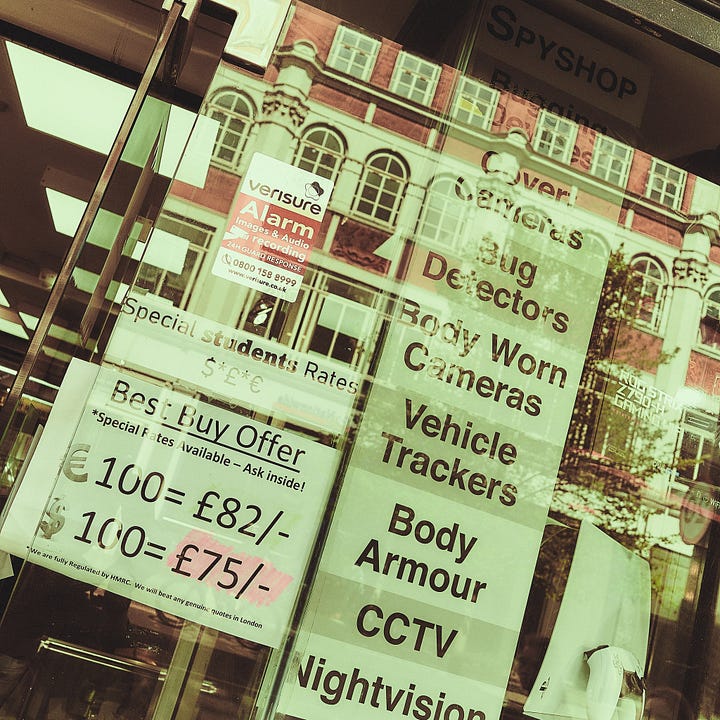 SPYSHOP
Bugging
Devices
Covert
Cameras
Bug
Detectors
Body Worn
Cameras
Vehicle
Trackers
Body
Armour
CCTV
Nightvision
verisure
Alarm
Images & Audio
recording
24H GUARD RESPONSE
0800 158 8999
www.verisure.co.uk
Special students Rates
$*£*€
Best Buy Offer
*Special Rates Available – Ask inside!
€ 100= £82/-
$ 100= £75/-
*We are fully Regulated by HMRC. We will beat any genuine quotes in London